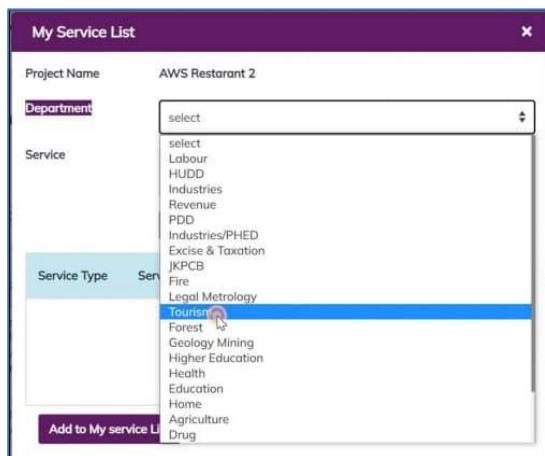 My Service List ×
Project Name AWS Restarant 2
Department select
select
Service
Labour
HUDD
Industries
Revenue
PDD
Industries/PHED
Excise & Taxation
JKPCB
Service Type
Fire
Legal Metrology
Tourism
Forest
Geology Mining
Higher Education
Health
Education
Home
Agriculture
Add to My service
Drug